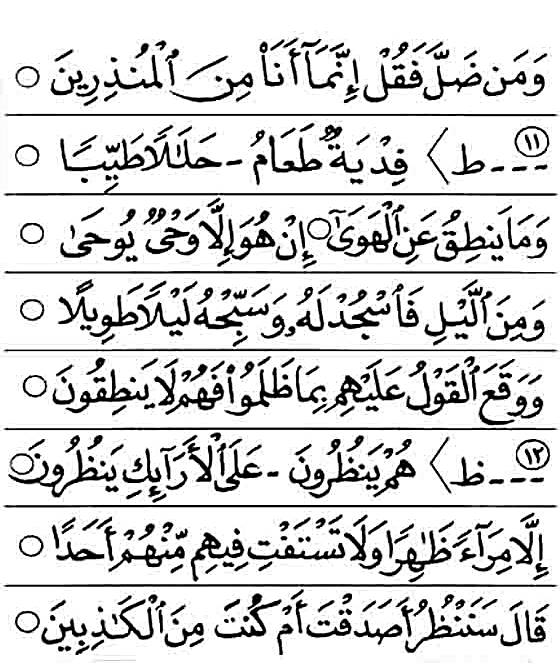 وَمَن ضَلَّ فَقُلْ إِنَّمَآ أَنَا۠ مِنَ ٱلْمُنذِرِينَ ○
١١ --- ط 〉 فِدْيَةٌ طَعَامُ - حَلَٰلًا طَيِّبًا ○
وَمَا يَنطِقُ عَنِ ٱلْهَوَىٰٓ ○ إِنْ هُوَ إِلَّا وَحْىٌ يُوحَىٰ ○
وَمِنَ ٱلَّيْلِ فَٱسْجُدْ لَهُۥ وَسَبِّحْهُ لَيْلًا طَوِيلًا ○
وَوَقَعَ ٱلْقَوْلُ عَلَيْهِم بِمَا ظَلَمُوا۟ فَهُمْ لَا يَنطِقُونَ ○
١٢ --- ظ 〉 هُمْ يَنظُرُونَ - عَلَى ٱلْأَرَآئِكِ يَنظُرُونَ ○
إِلَّا مِرَآءً ظَٰهِرًا وَلَا تَسْتَفْتِ فِيهِم مِّنْهُمْ أَحَدًا ○
قَالَ سَنَنظُرُ أَصَدَقْتَ أَمْ كُنتَ مِنَ ٱلْكَٰذِبِينَ ○